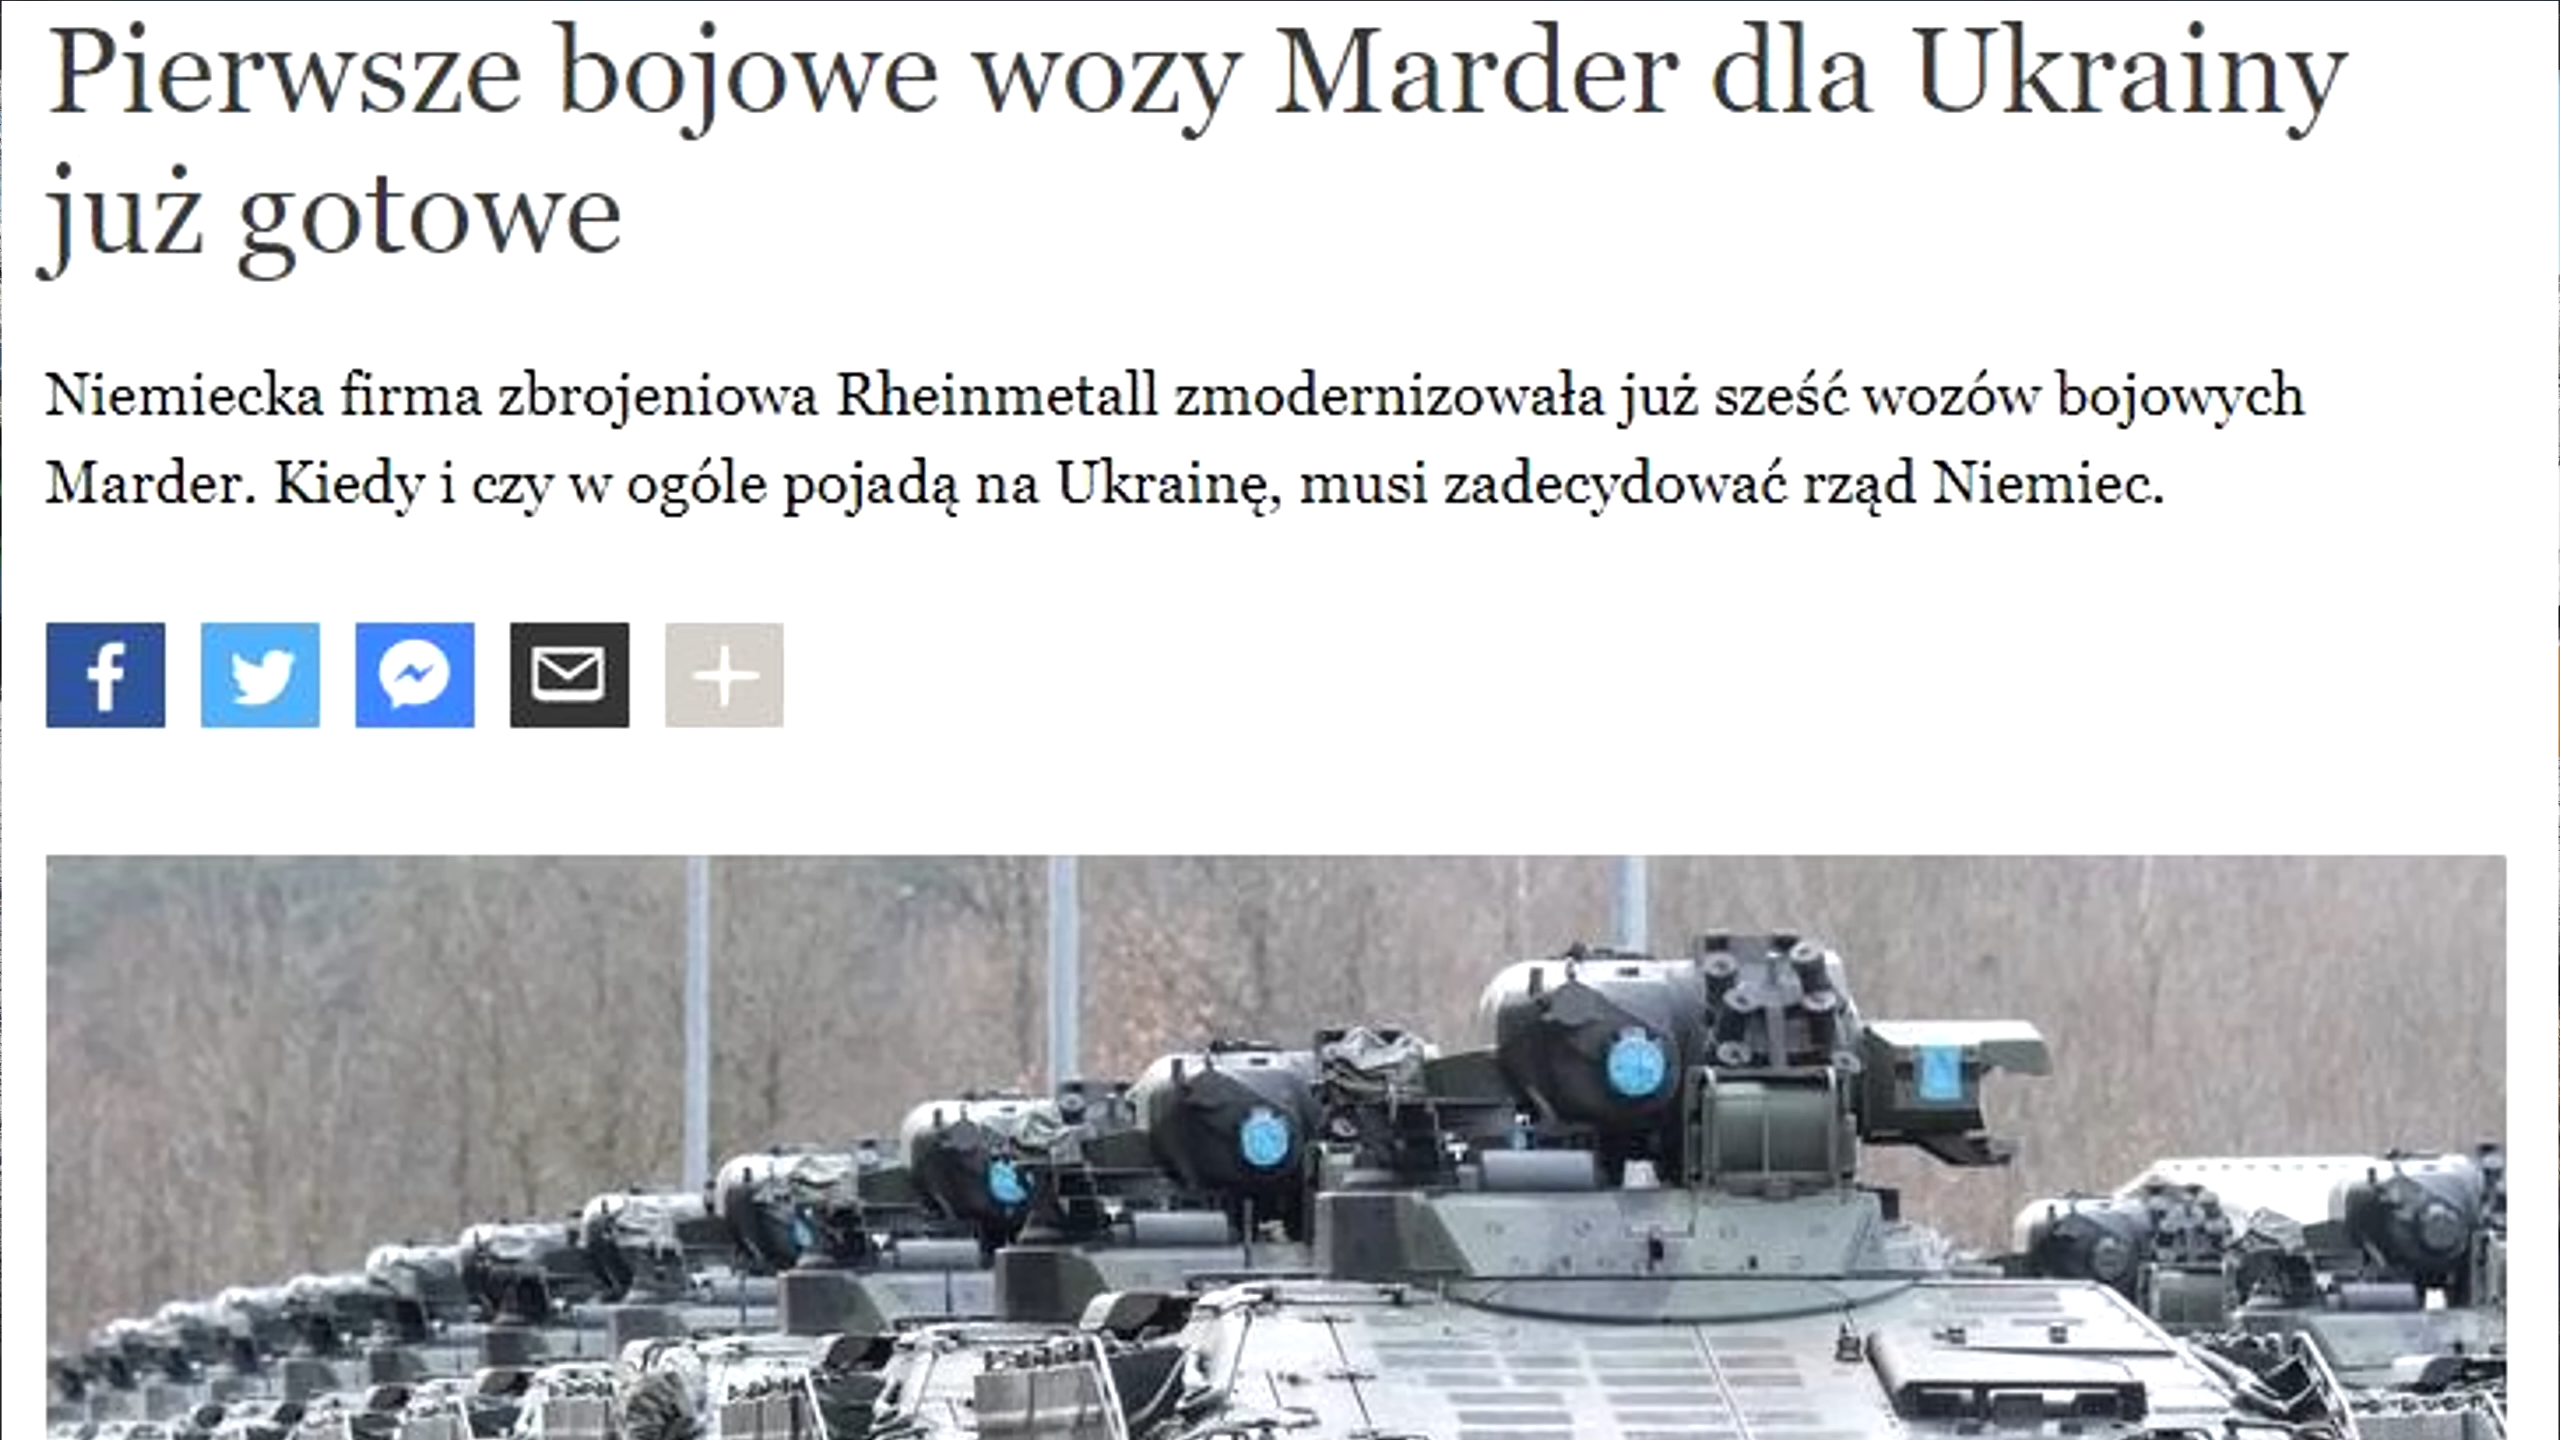 Pierwsze bojowe wozy Marder dla Ukrainy
już gotowe
Niemiecka firma zbrojeniowa Rheinmetall zmodernizowała już sześć wozów bojowych
Marder. Kiedy i czy w ogóle pojadą na Ukrainę, musi zadecydować rząd Niemiec.